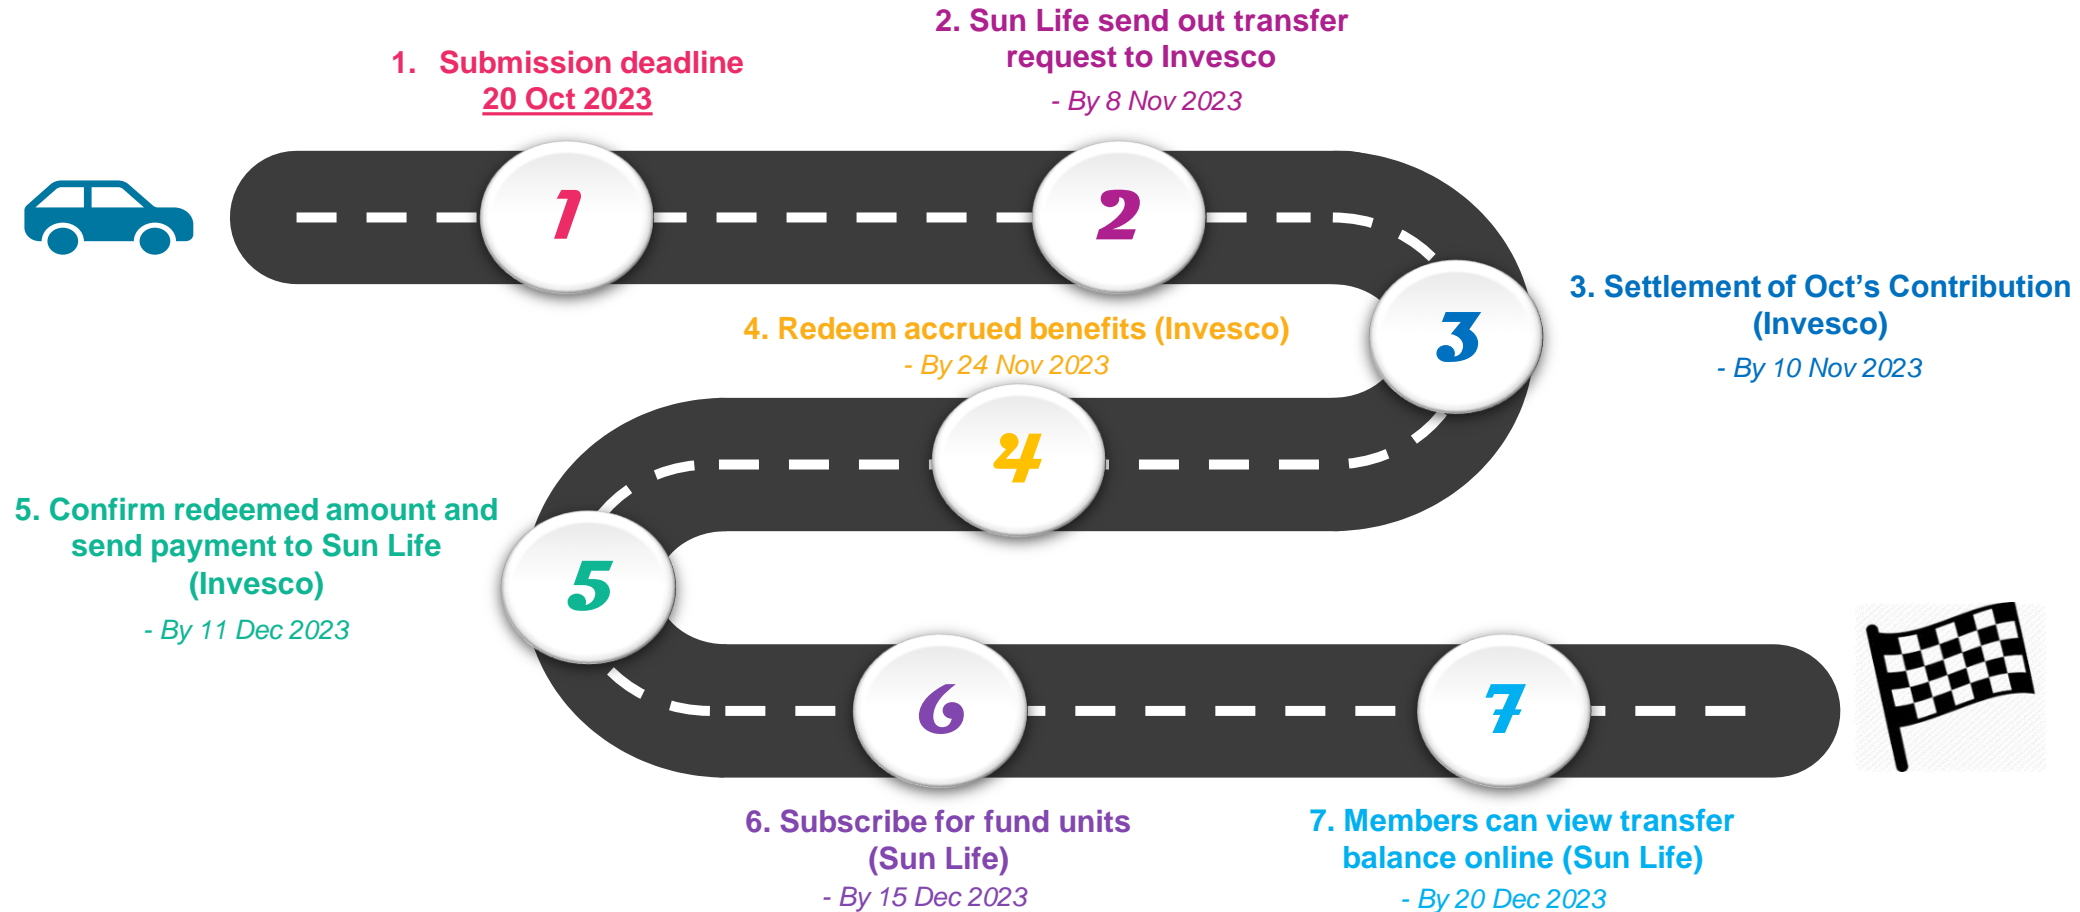 1. Submission deadline
20 Oct 2023
2. Sun Life send out transfer
request to Invesco
- By 8 Nov 2023
1
2
3. Settlement of Oct’s Contribution
(Invesco)
- By 10 Nov 2023
3
4. Redeem accrued benefits (Invesco)
- By 24 Nov 2023
4
5. Confirm redeemed amount and
send payment to Sun Life
(Invesco)
- By 11 Dec 2023
5
6
7
6. Subscribe for fund units
(Sun Life)
- By 15 Dec 2023
7. Members can view transfer
balance online (Sun Life)
- By 20 Dec 2023